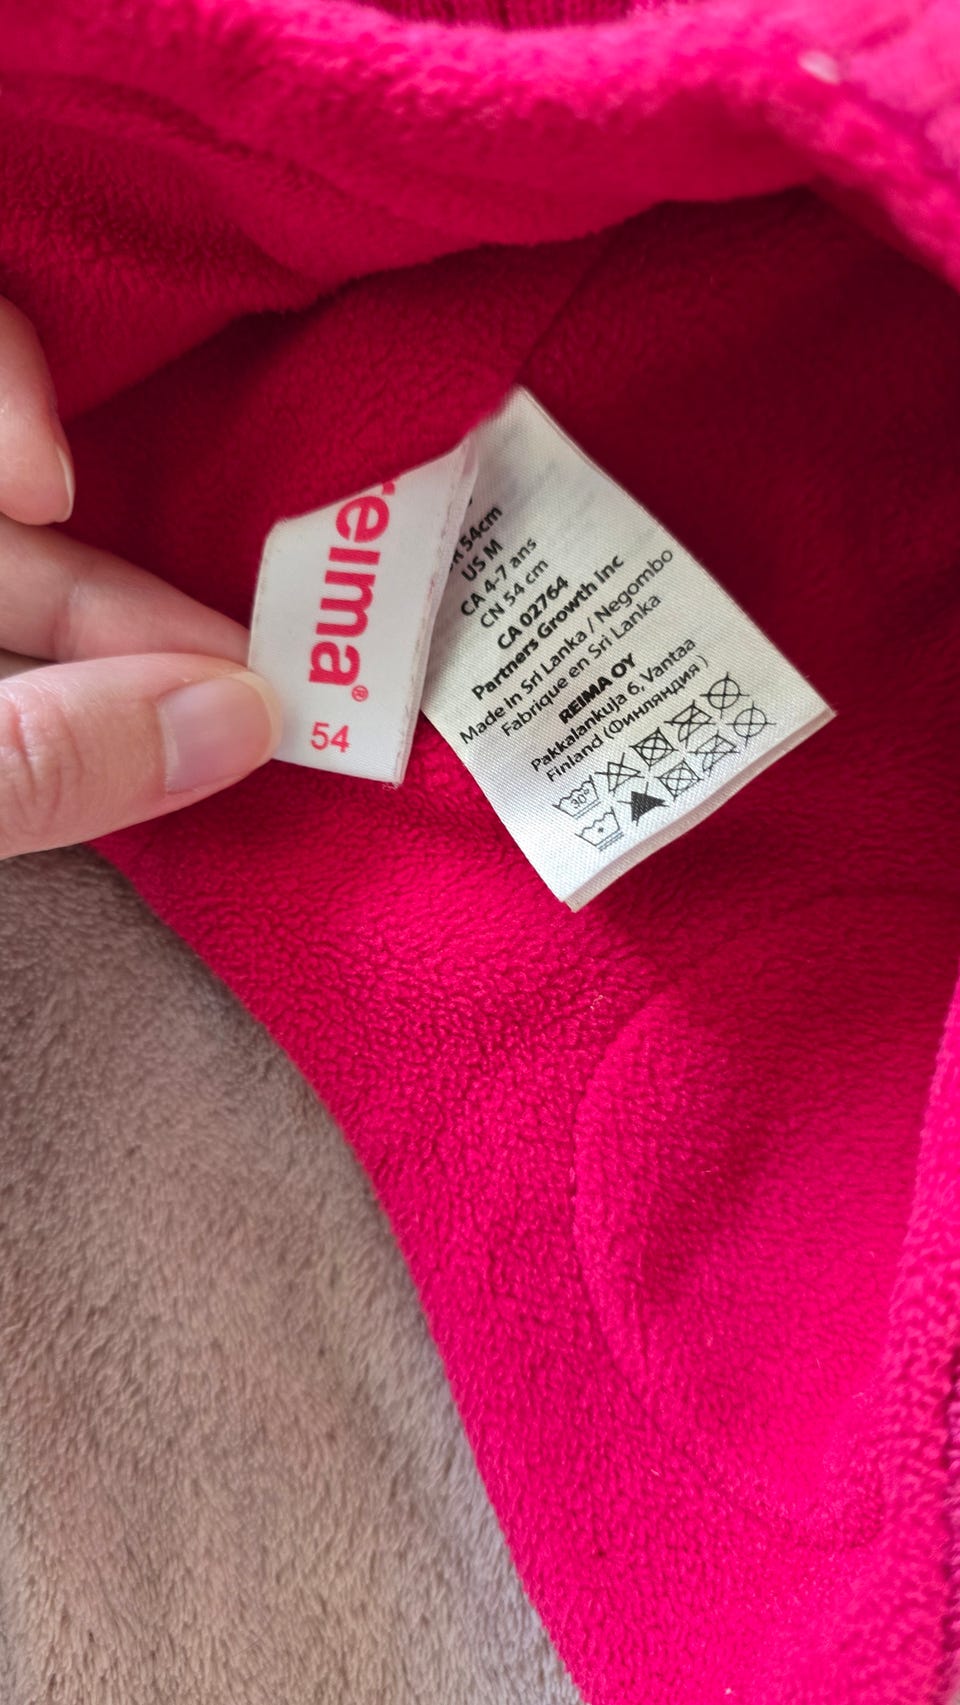 reima®
54
54cm
US M
CA 4-7 ans
CN 54 cm
CA 02764
Partners Growth Inc
Made in Sri Lanka / Negombo
Fabrique en Sri Lanka
REIMA OY
Pakkalankuja 6, Vantaa
Finland (Финляндия)
30°